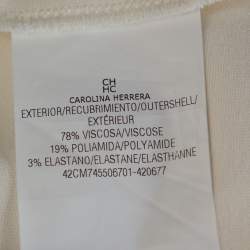 CH
HC
CAROLINA HERRERA
EXTERIOR/RECUBRIMIENTO/OUTERSHELL/
EXTÉRIEUR
78% VISCOSA/VISCOSE
19% POLIAMIDA/POLYAMIDE
3% ELASTANO/ELASTANE/ELASTHANNE
42CM745506701-420677